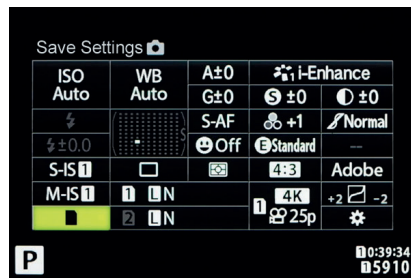 Save Settings
ISO Auto WB Auto A±0 1 i-Enhance
G±0 S ±0 ±0
±0.0 S S-AF +1 Normal
Off E Standard --
S-IS 1 4:3 Adobe
M-IS 1 1 L N 1 4K 25p +2 -2
2 L N
P 1 0:39:34
1 5910